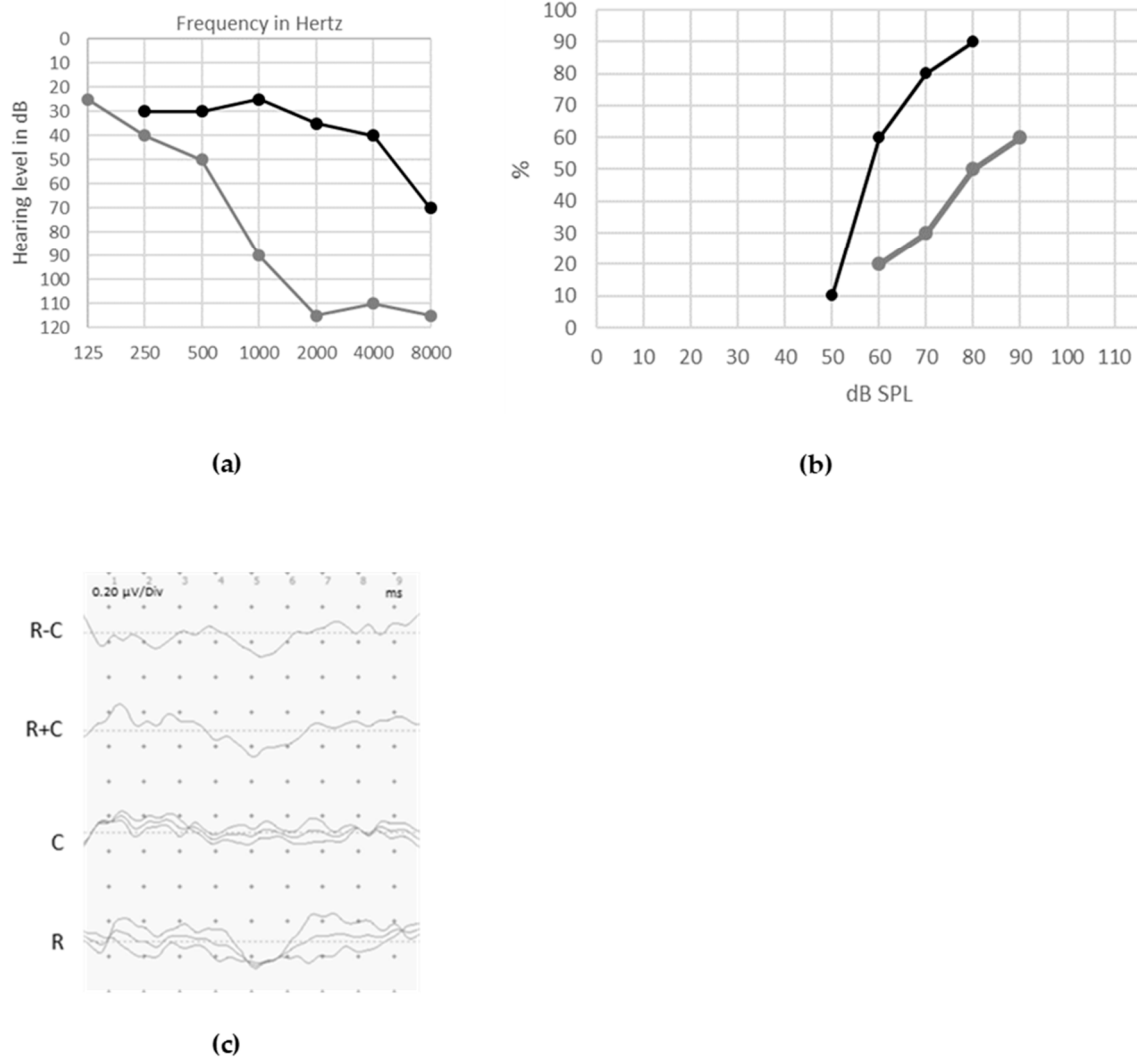 Frequency in Hertz
Hearing level in dB
0
10
20
30
40
50
60
70
80
90
100
110
120
125 250 500 1000 2000 4000 8000
(a)
%
100
90
80
70
60
50
40
30
20
10
0
0 10 20 30 40 50 60 70 80 90 100 110
dB SPL
(b)
1 2 3 4 5 6 7 8 9
0.20 µV/Div ms
R-C
R+C
C
R
(c)